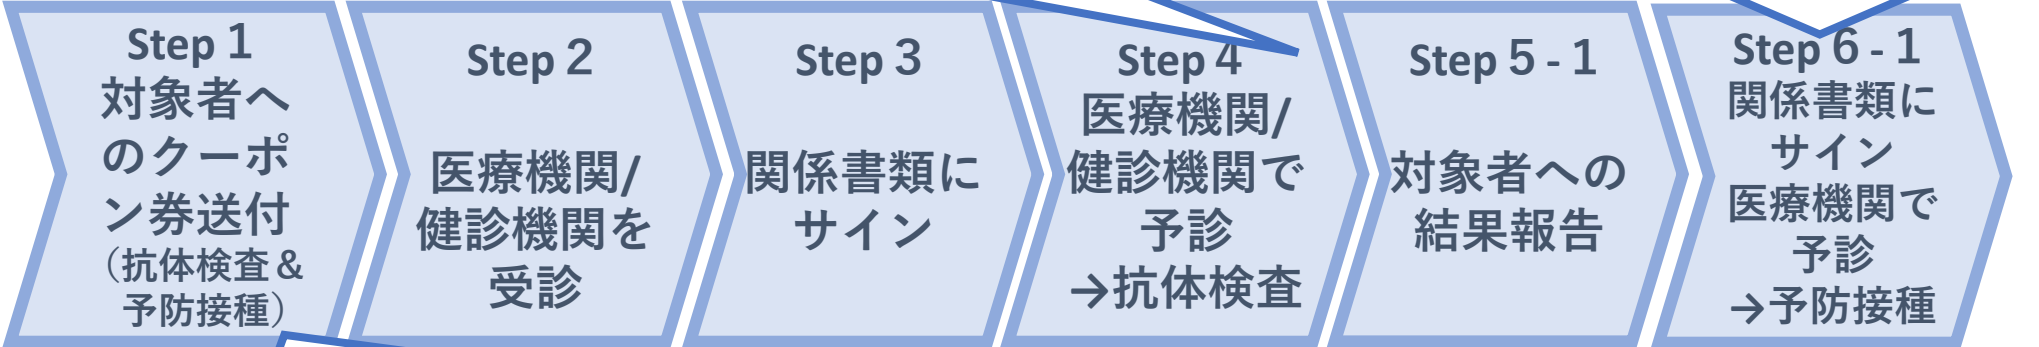 Step 1
対象者へ
のクーポ
ン券送付
（抗体検査＆
予防接種）
Step 2
医療機関/
健診機関を
受診
Step 3
関係書類に
サイン
Step 4
医療機関/
健診機関で
予診
→抗体検査
Step 5 - 1
対象者への
結果報告
Step 6 - 1
関係書類に
サイン
医療機関で
予診
→予防接種